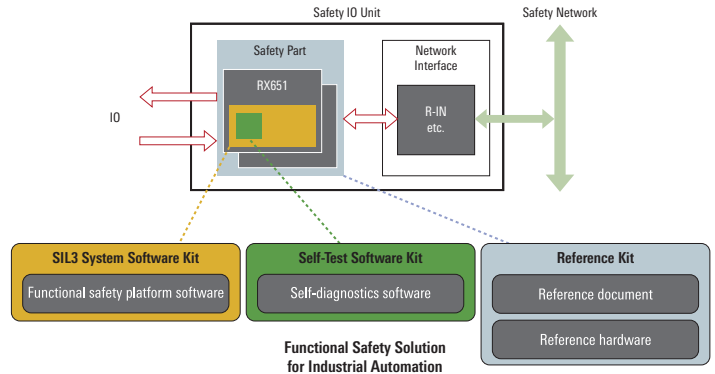 Safety IO Unit
Safety Network
Safety Part
Network
Interface
RX651
IO
R-IN
etc.
SIL3 System Software Kit
Functional safety platform software
Self-Test Software Kit
Self-diagnostics software
Reference Kit
Reference document
Reference hardware
Functional Safety Solution
for Industrial Automation